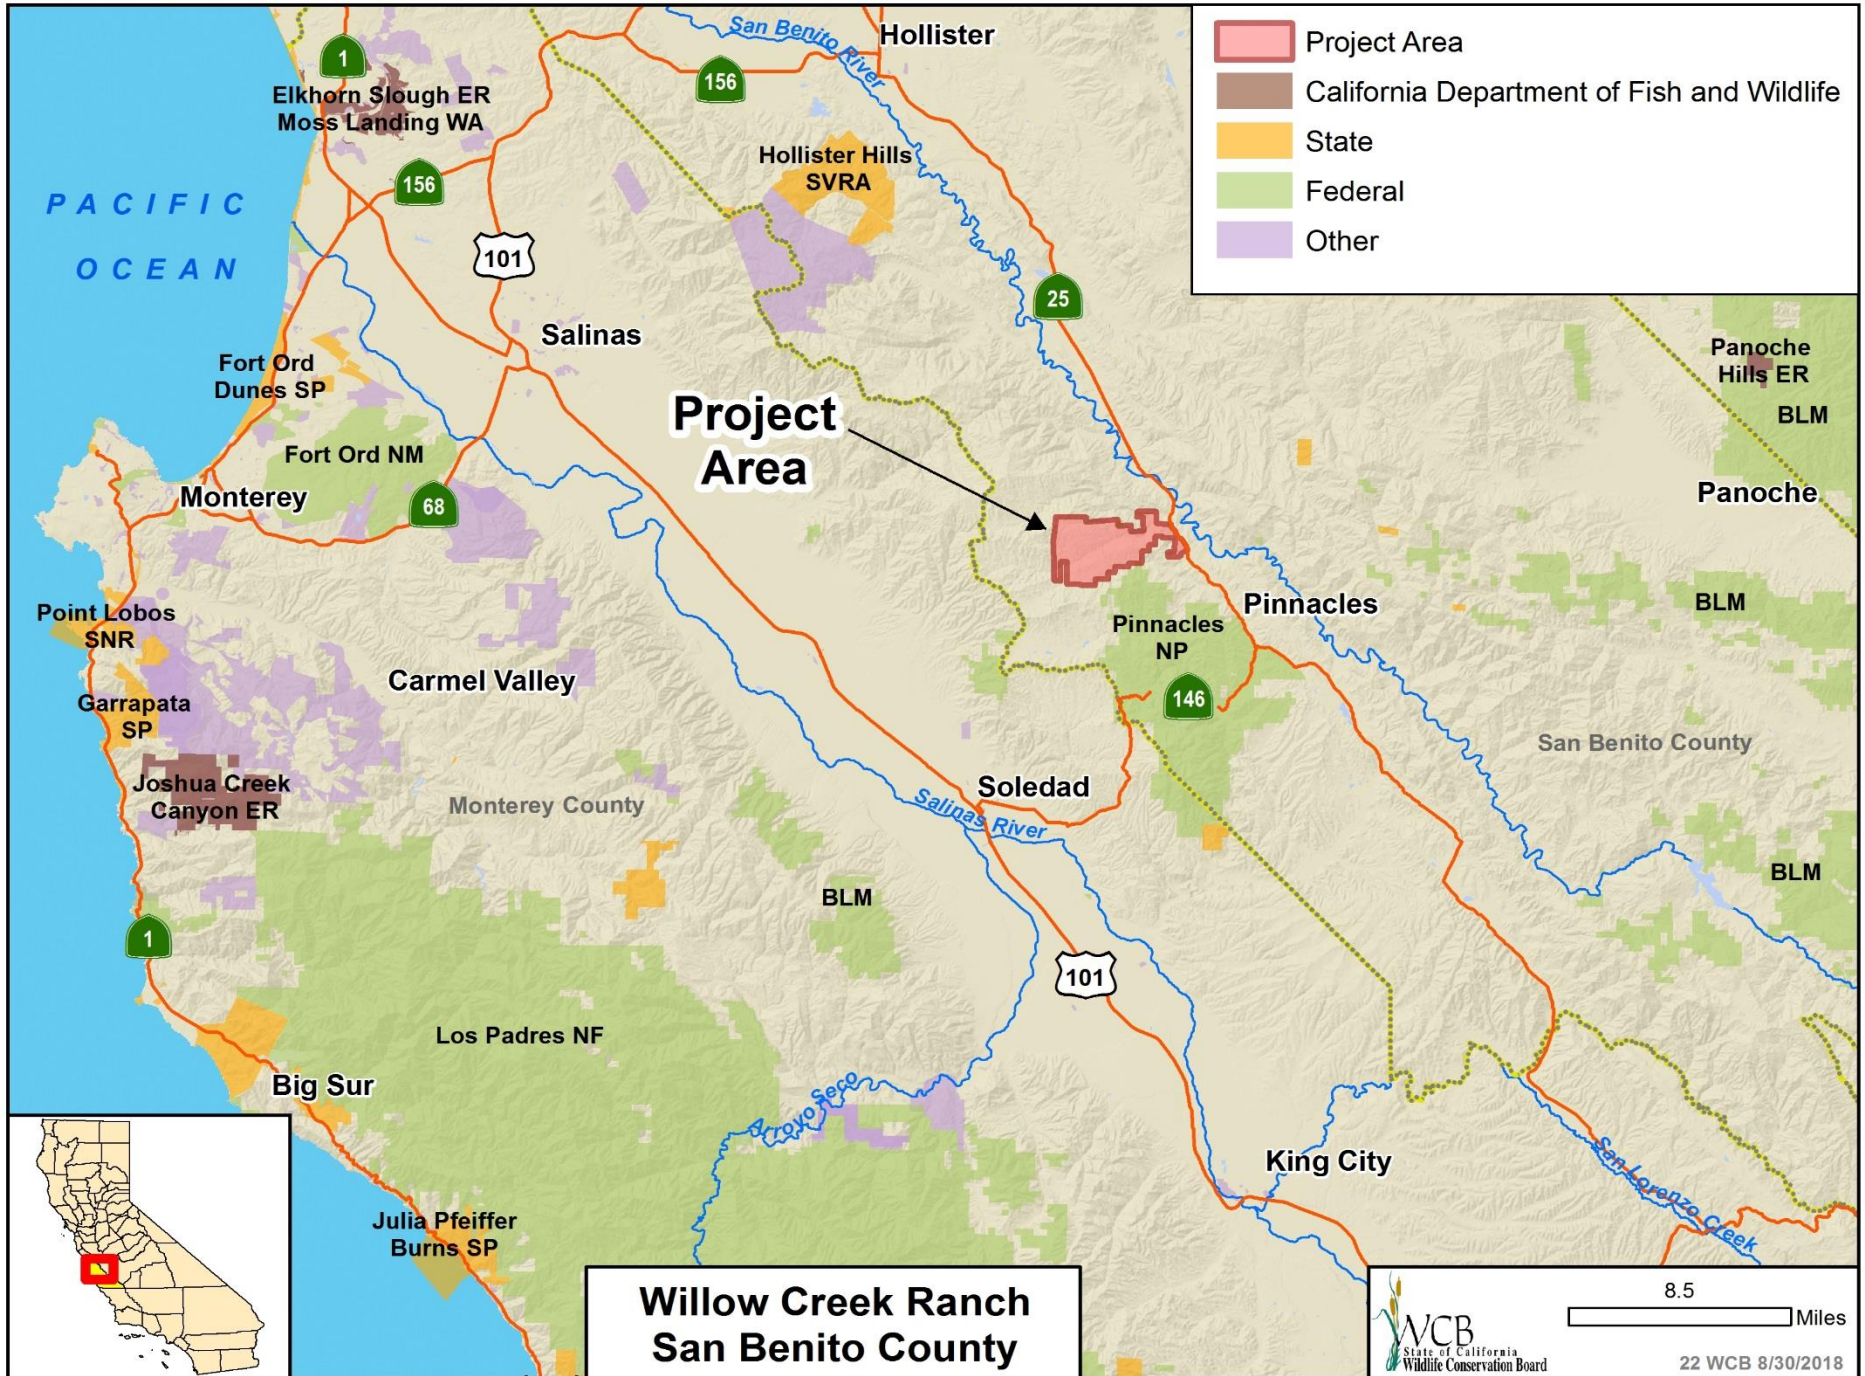 1
Elkhorn Slough ER
Moss Landing WA
156
San Benito River
Hollister
156
Project Area
California Department of Fish and Wildlife
State
Federal
Other
PACIFIC
OCEAN
101
Hollister Hills
SVRA
25
Salinas
Fort Ord
Dunes SP
Project
Area
Panoche
Hills ER
BLM
Fort Ord NM
Monterey
68
Panoche
Point Lobos
SNR
Carmel Valley
Garrapata
SP
Pinnacles
Pinnacles
NP
146
BLM
San Benito County
Joshua Creek
Canyon ER
Monterey County
Soledad
Salinas River
BLM
BLM
1
101
Los Padres NF
Big Sur
Arroyo Seco
King City
San Lorenzo Creek
Julia Pfeiffer
Burns SP
Willow Creek Ranch
San Benito County
WCB
State of California
Wildlife Conservation Board
8.5
Miles
22 WCB 8/30/2018